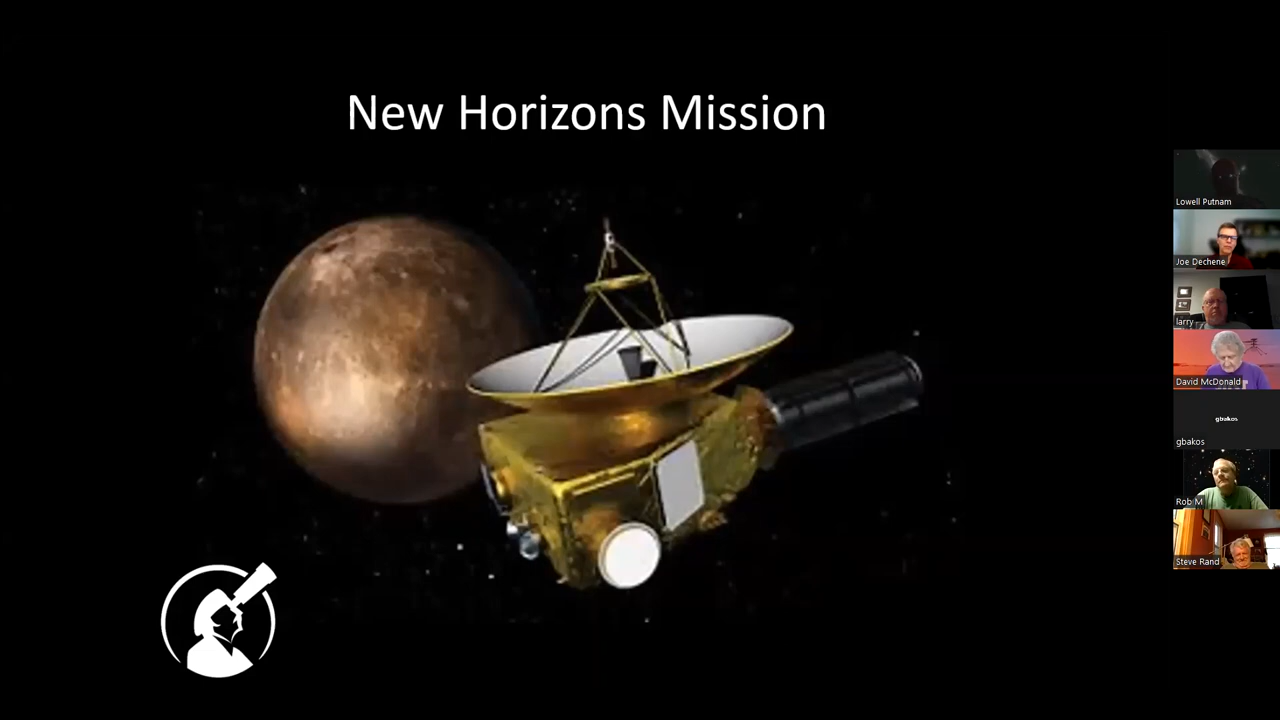 New Horizons Mission
Lowell Putnam
Joe Dechene
larry
David McDonald
gbakos
gbakos
Rob M
Steve Rand